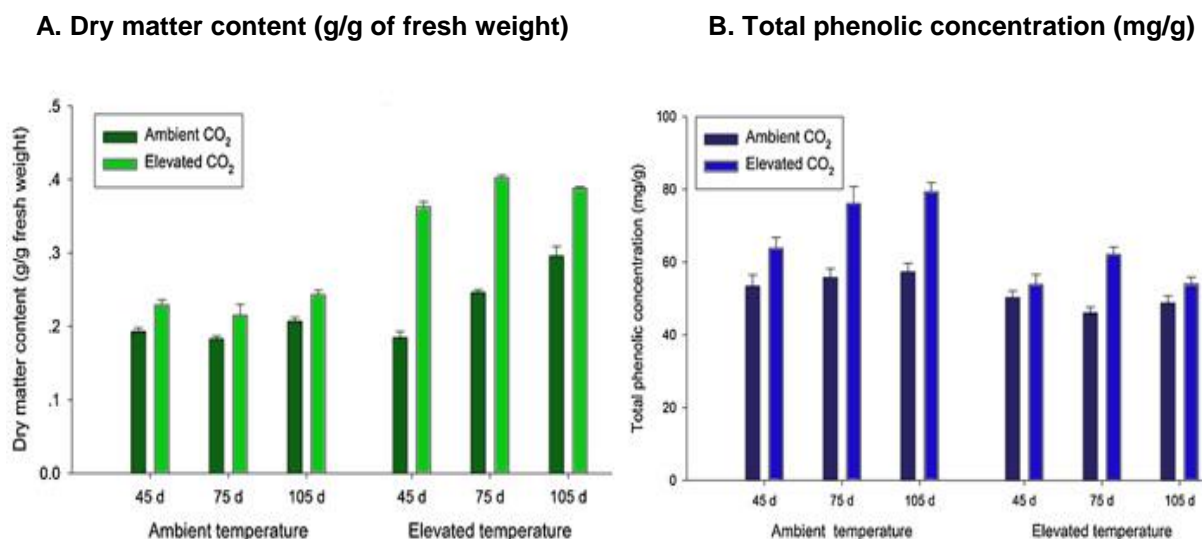 A. Dry matter content (g/g of fresh weight)
B. Total phenolic concentration (mg/g)
Dry matter content (g/g fresh weight)
.5
.4
.3
.2
.1
0.0
Ambient CO₂
Elevated CO₂
45 d 75 d 105 d 45 d 75 d 105 d
Ambient temperature Elevated temperature
Total phenolic concentration (mg/g)
100
80
60
40
20
0
Ambient CO₂
Elevated CO₂
45 d 75 d 105 d 45 d 75 d 105 d
Ambient temperature Elevated temperature